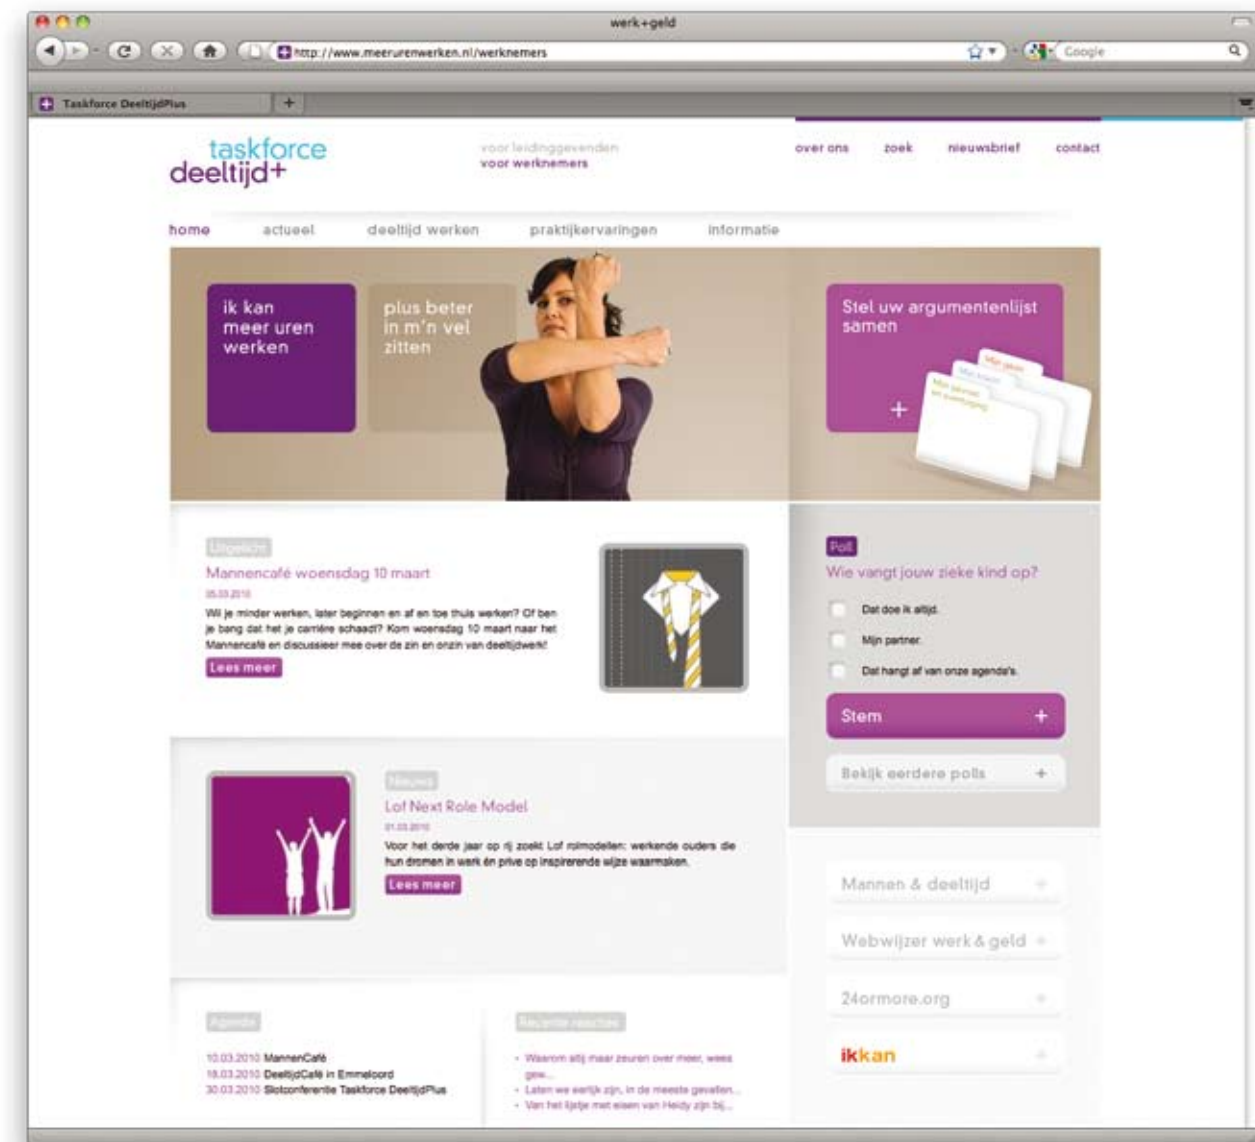 werk+geld
http://www.meerurenwerken.nl/werknemers
Google
Taskforce DeeltijdPlus
taskforce
deeltijd+
voor leidinggevenden
voor werknemers
over ons zoek nieuwsbrief contact
home actueel deeltijd werken praktijkervaringen informatie
ik kan
meer uren
werken
plus beter
in m'n vel
zitten
Stel uw argumentenlijst
samen
+
Mijn gezin
Mijn
en overtuiging
Uitgelicht
Mannencafé woensdag 10 maart
05.03.2010
Wil je minder werken, later beginnen en af en toe thuis werken? Of ben
je bang dat het je carrière schaadt? Kom woensdag 10 maart naar het
Mannencafé en discussieer mee over de zin en onzin van deeltijdwerk!
Lees meer
Poll
Wie vangt jouw zieke kind op?
Dat doe ik altijd.
Mijn partner.
Dat hangt af van onze agenda's.
Stem +
Bekijk eerdere polls +
Nieuws
Lof Next Role Model
01.03.2010
Voor het derde jaar op rij zoekt Lof rolmodellen: werkende ouders die
hun dromen in werk én prive op inspirerende wijze waarmaken.
Lees meer
Mannen & deeltijd +
Webwijzer werk & geld +
24ormore.org +
ikkan +
Agenda
10.03.2010 MannenCafé
18.03.2010 DeeltijdCafé in Emmeloord
30.03.2010 Slotconferentie Taskforce DeeltijdPlus
Recente reacties
- Waarom altij maar zeuren over meer, wees
gew...
- Laten we eerlijk zijn, in de meeste gevallen...
- Van het lijstje met eisen van Heidy zijn bij...